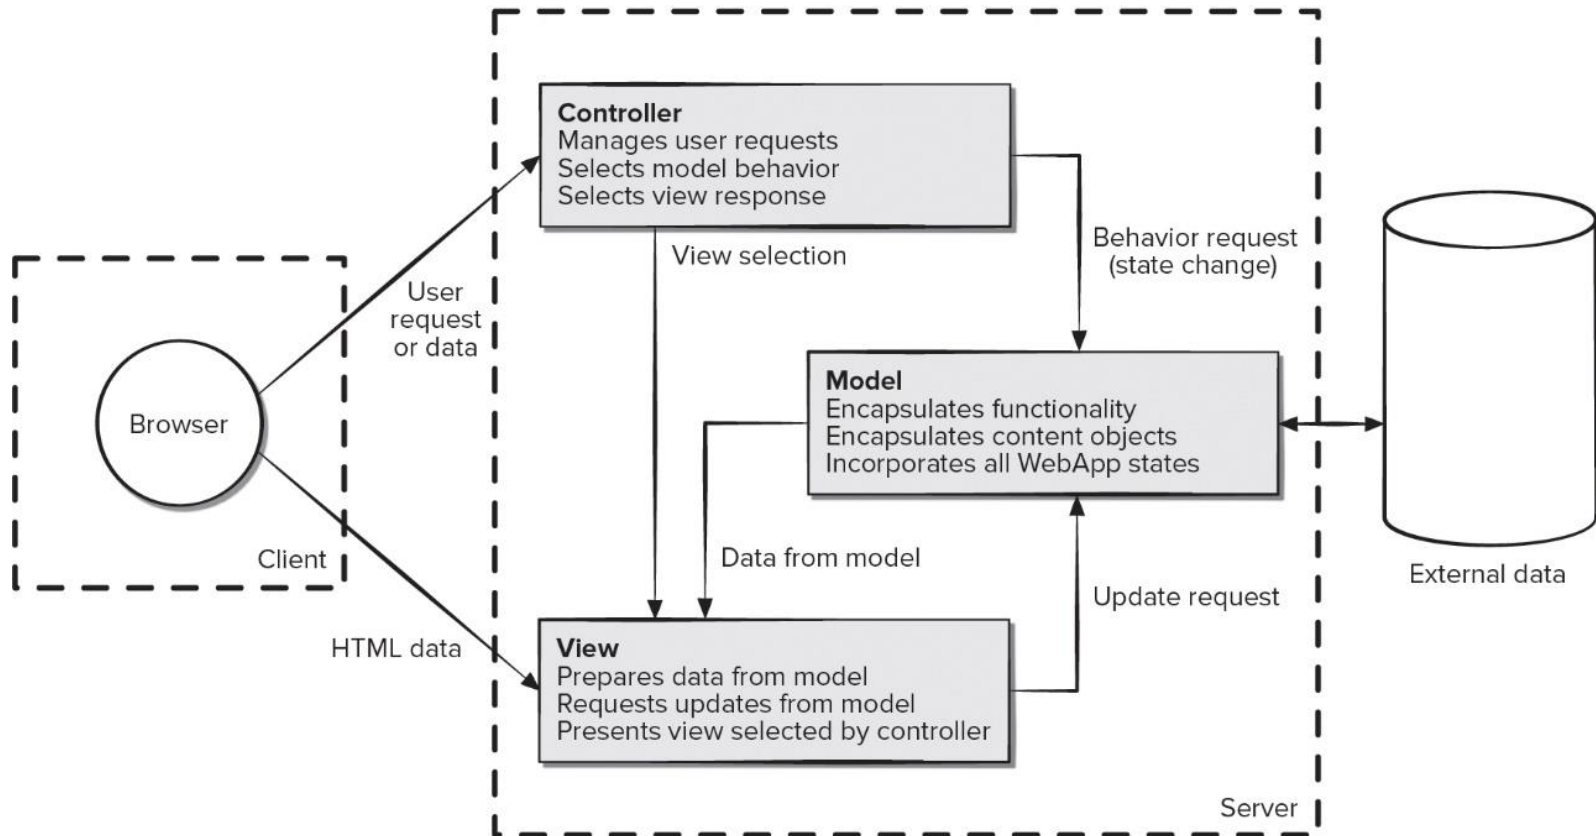 Controller
Manages user requests
Selects model behavior
Selects view response
View selection
Behavior request
(state change)
User
request
or data
Browser
Client
Model
Encapsulates functionality
Encapsulates content objects
Incorporates all WebApp states
Data from model
Update request
External data
HTML data
View
Prepares data from model
Requests updates from model
Presents view selected by controller
Server